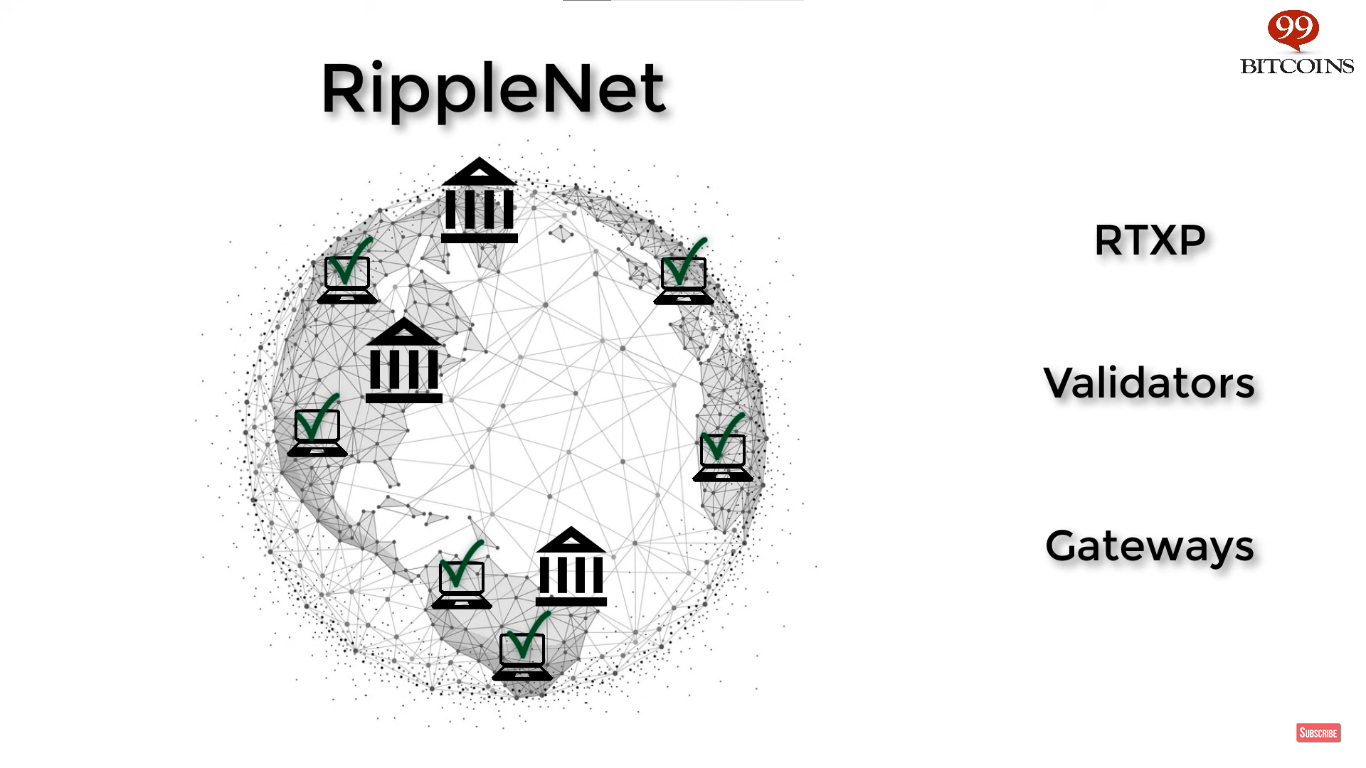 99
BITCOINS
RippleNet
RTXP
Validators
Gateways
SUBSCRIBE